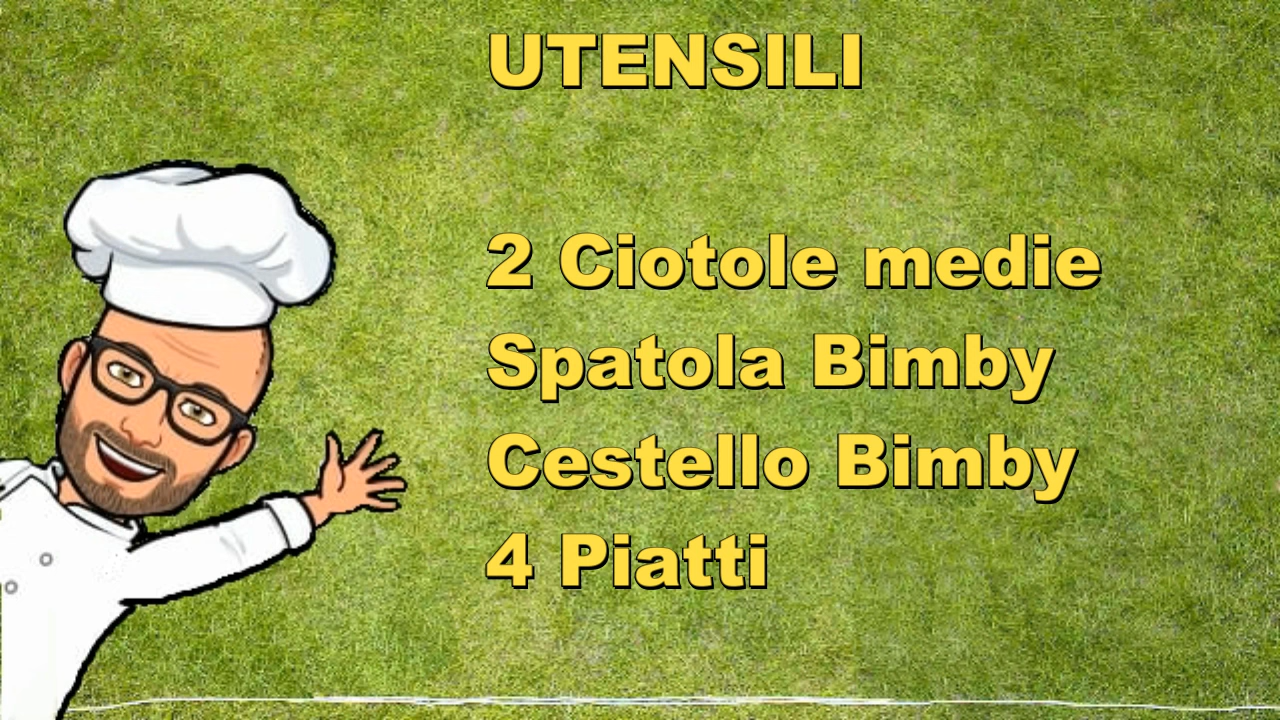 UTENSILI
2 Ciotole medie
Spatola Bimby
Cestello Bimby
4 Piatti